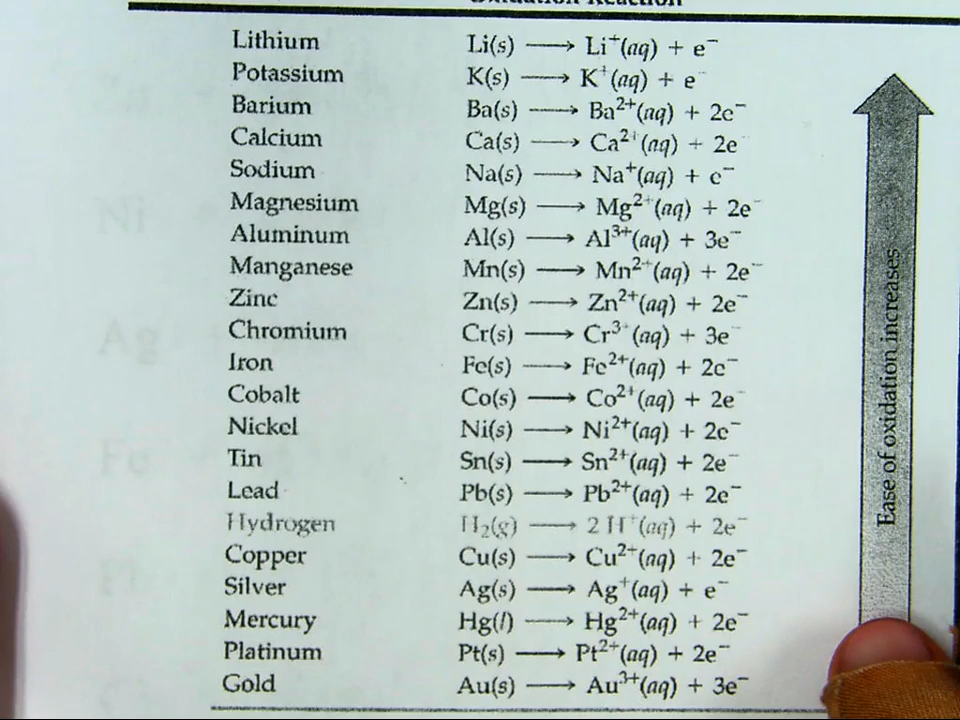 Oxidation Reaction
Lithium Li(s) ⟶ Li⁺(aq) + e⁻
Potassium K(s) ⟶ K⁺(aq) + e⁻
Barium Ba(s) ⟶ Ba²⁺(aq) + 2e⁻
Calcium Ca(s) ⟶ Ca²⁺(aq) + 2e⁻
Sodium Na(s) ⟶ Na⁺(aq) + e⁻
Magnesium Mg(s) ⟶ Mg²⁺(aq) + 2e⁻
Aluminum Al(s) ⟶ Al³⁺(aq) + 3e⁻
Manganese Mn(s) ⟶ Mn²⁺(aq) + 2e⁻
Zinc Zn(s) ⟶ Zn²⁺(aq) + 2e⁻
Chromium Cr(s) ⟶ Cr³⁺(aq) + 3e⁻
Iron Fe(s) ⟶ Fe²⁺(aq) + 2e⁻
Cobalt Co(s) ⟶ Co²⁺(aq) + 2e⁻
Nickel Ni(s) ⟶ Ni²⁺(aq) + 2e⁻
Tin Sn(s) ⟶ Sn²⁺(aq) + 2e⁻
Lead Pb(s) ⟶ Pb²⁺(aq) + 2e⁻
Hydrogen H₂(g) ⟶ 2 H⁺(aq) + 2e⁻
Copper Cu(s) ⟶ Cu²⁺(aq) + 2e⁻
Silver Ag(s) ⟶ Ag⁺(aq) + e⁻
Mercury Hg(l) ⟶ Hg²⁺(aq) + 2e⁻
Platinum Pt(s) ⟶ Pt²⁺(aq) + 2e⁻
Gold Au(s) ⟶ Au³⁺(aq) + 3e⁻
Ease of oxidation increases
Ni
Ag
Fe